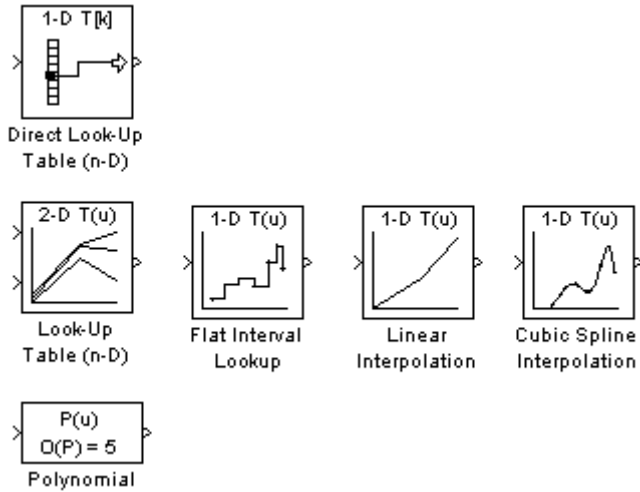 1-D T[k]
Direct Look-Up
Table (n-D)
2-D T(u)
Look-Up
Table (n-D)
1-D T(u)
Flat Interval
Lookup
1-D T(u)
Linear
Interpolation
1-D T(u)
Cubic Spline
Interpolation
P(u)
O(P) = 5
Polynomial